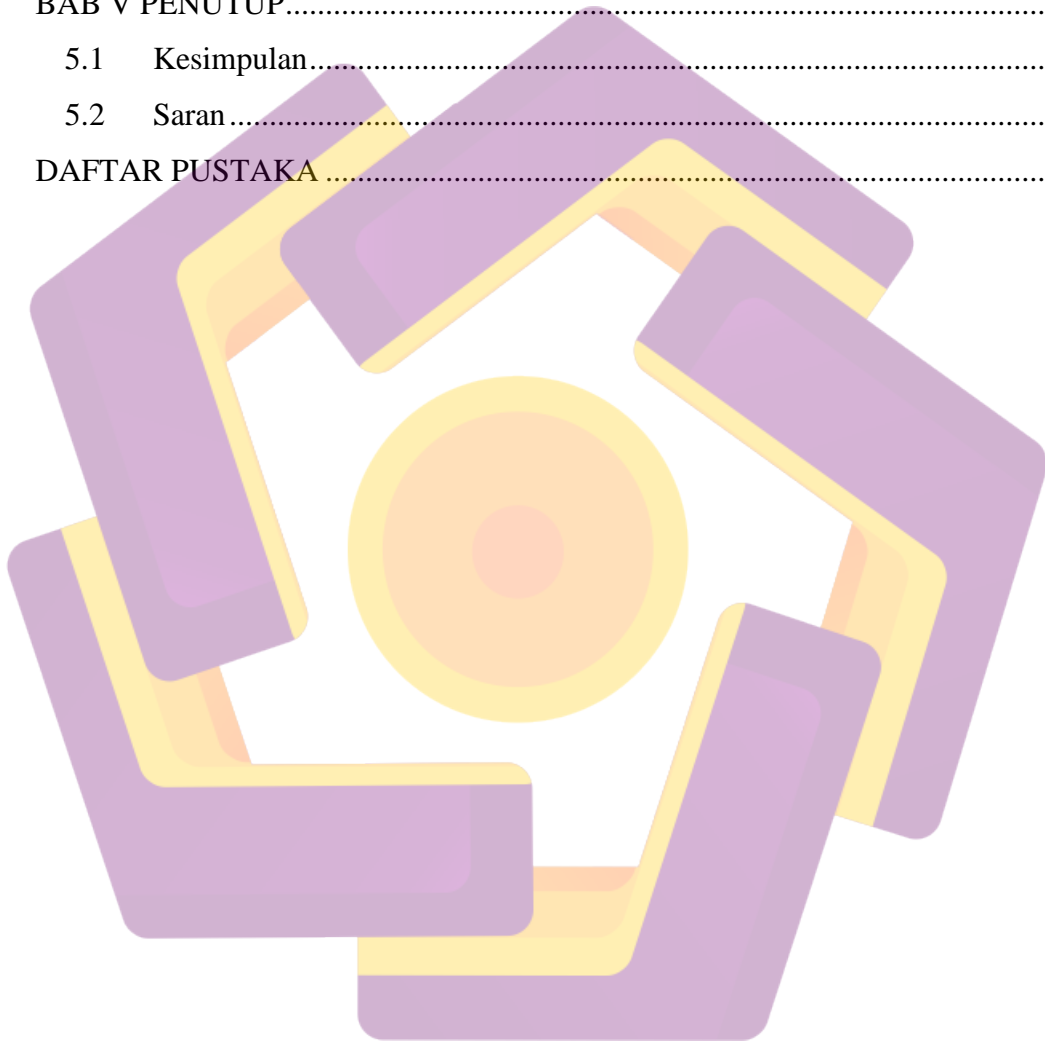 BAB V PENUTUP....................................................................................................
5.1 Kesimpulan....................................................................................................
5.2 Saran....................................................................................................
DAFTAR PUSTAKA....................................................................................................